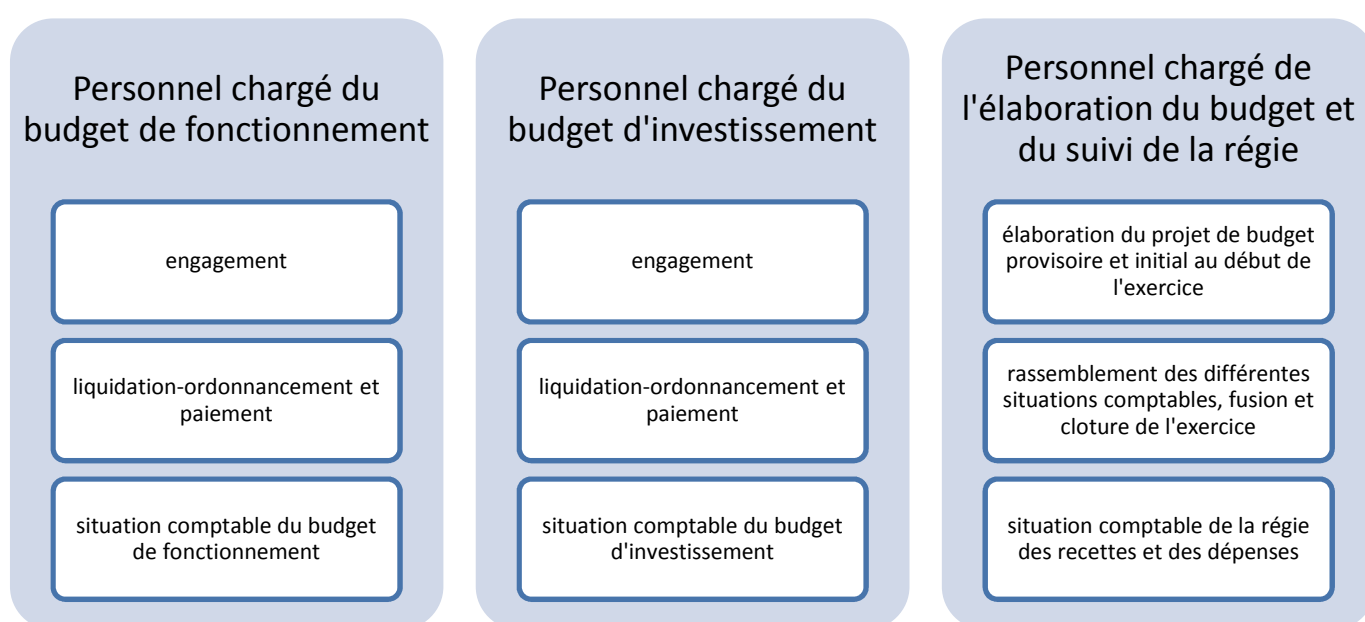 Personnel chargé du
budget de fonctionnement
engagement
liquidation-ordonnancement et
paiement
situation comptable du budget
de fonctionnement
Personnel chargé du
budget d'investissement
engagement
liquidation-ordonnancement et
paiement
situation comptable du budget
d'investissement
Personnel chargé de
l'élaboration du budget et
du suivi de la régie
élaboration du projet de budget
provisoire et initial au début de
l'exercice
rassemblement des différentes
situations comptables, fusion et
cloture de l'exercice
situation comptable de la régie
des recettes et des dépenses